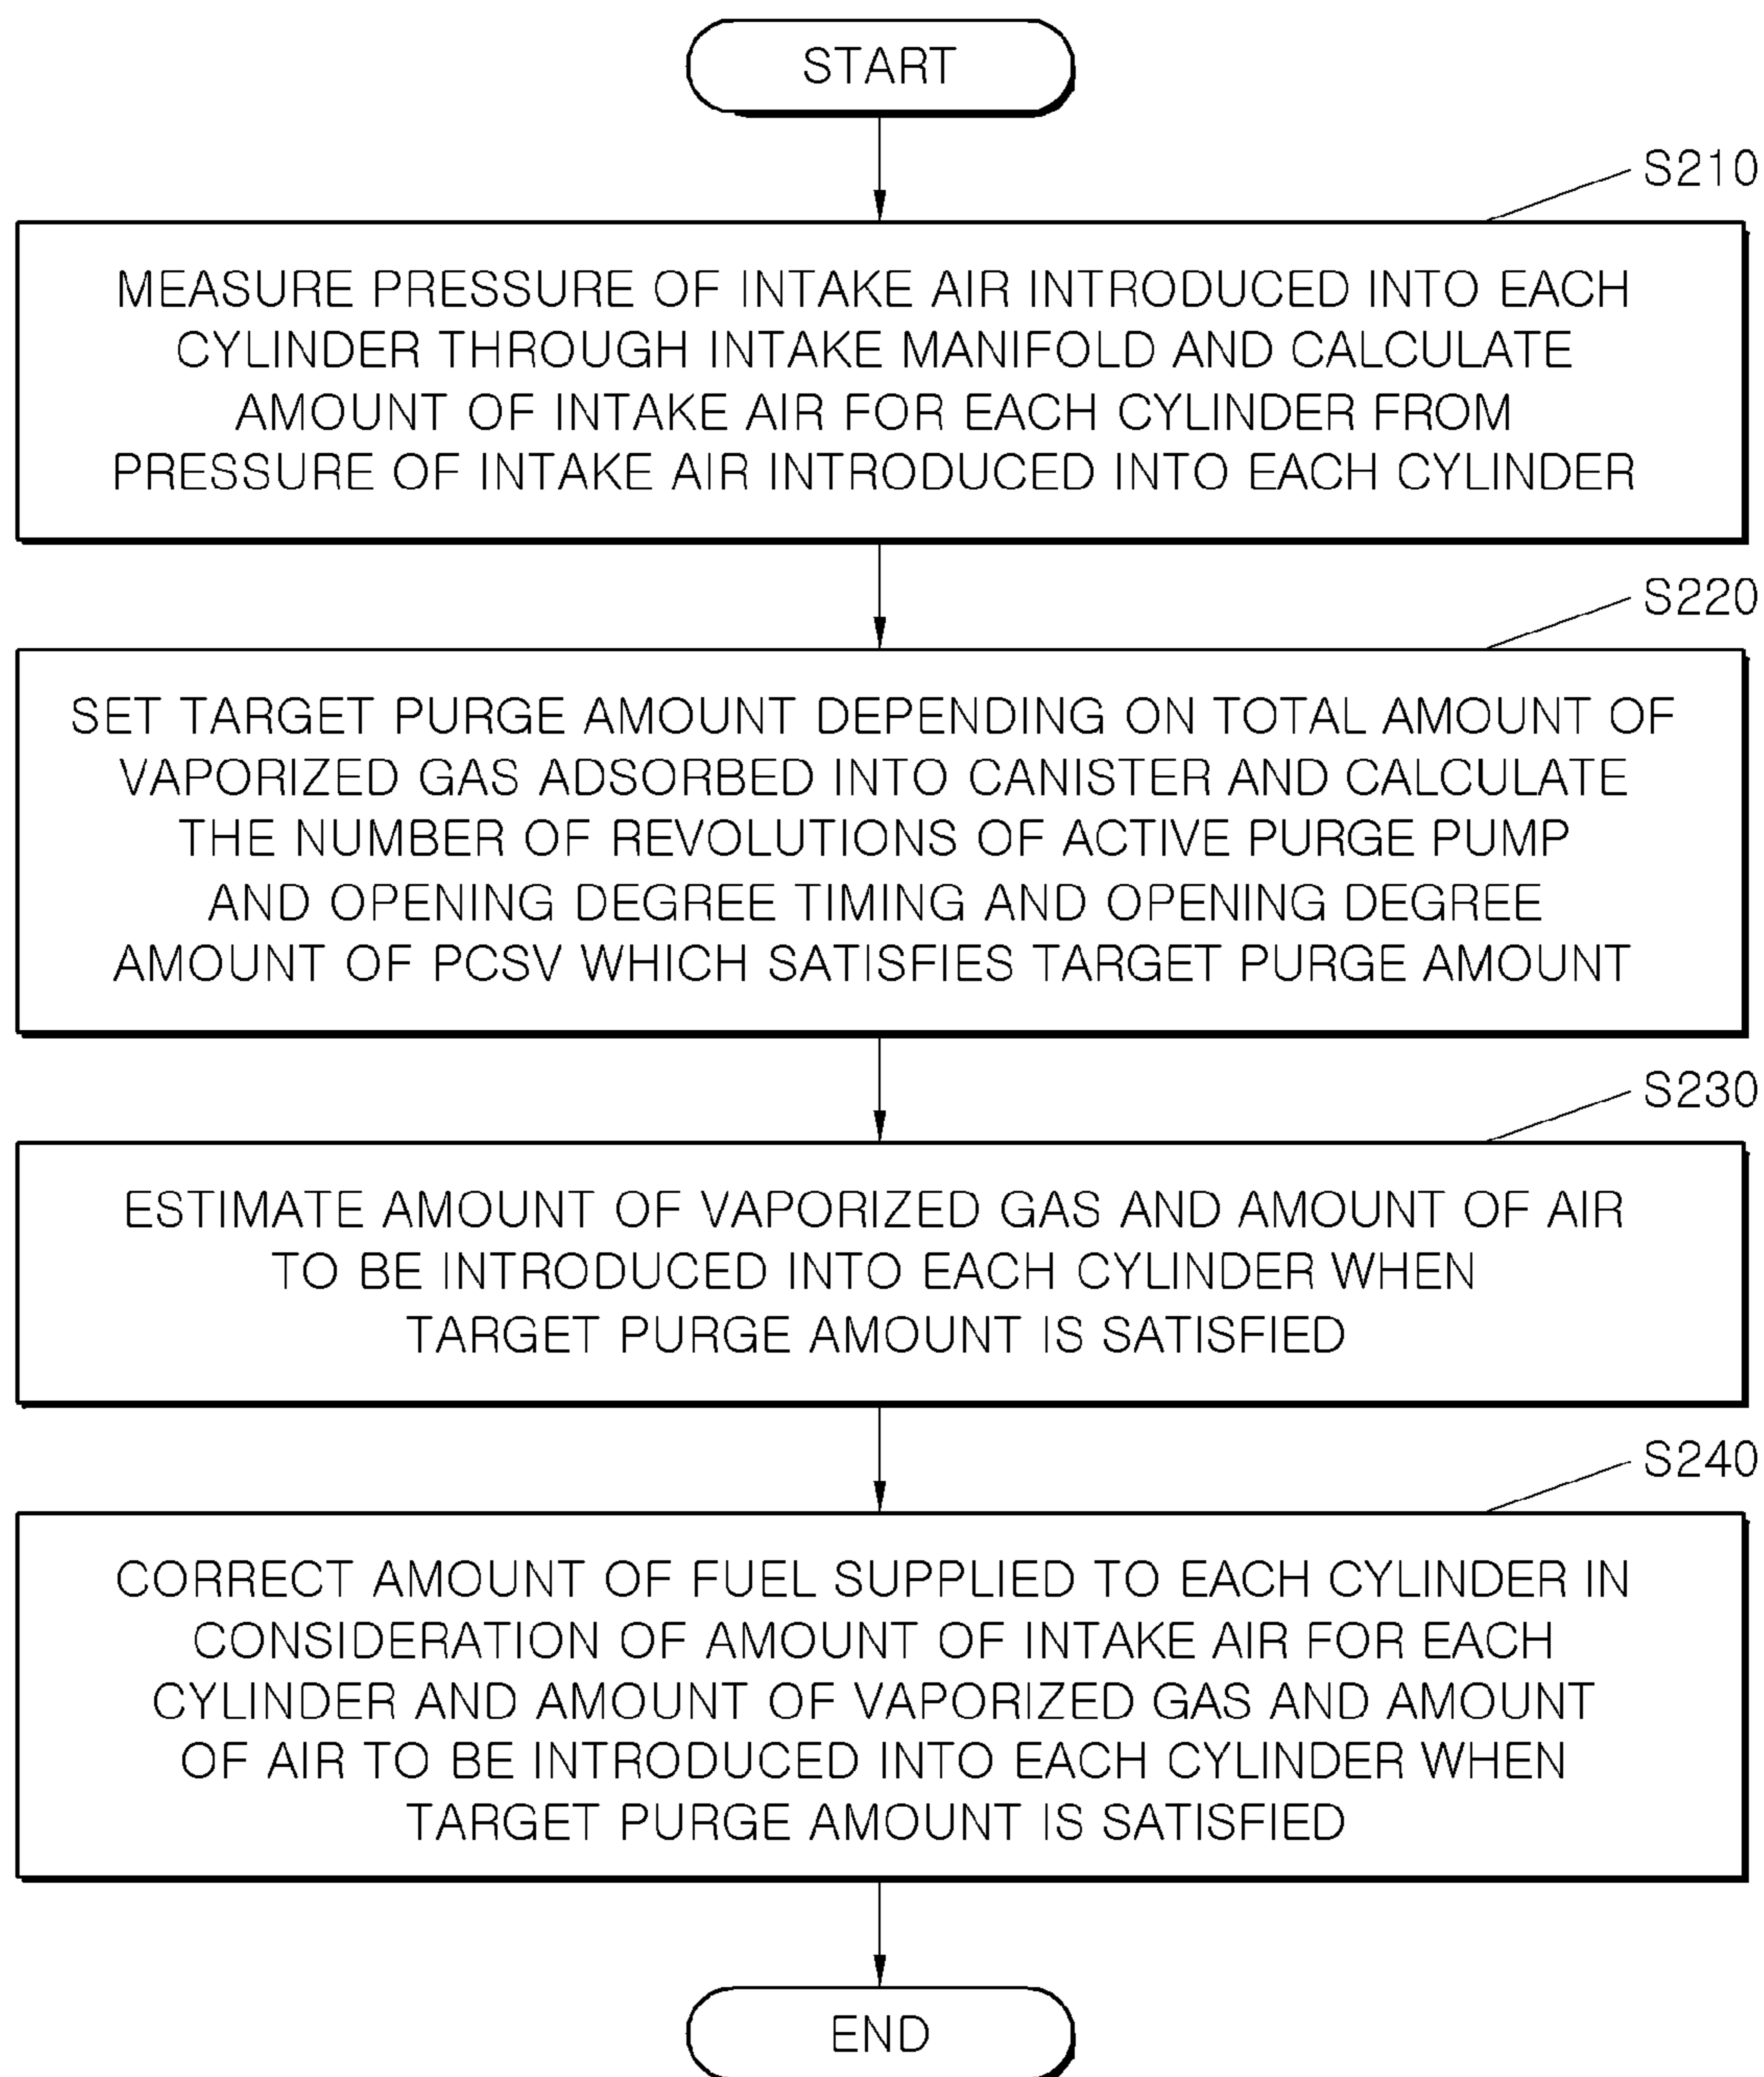 START
S210
MEASURE PRESSURE OF INTAKE AIR INTRODUCED INTO EACH
CYLINDER THROUGH INTAKE MANIFOLD AND CALCULATE
AMOUNT OF INTAKE AIR FOR EACH CYLINDER FROM
PRESSURE OF INTAKE AIR INTRODUCED INTO EACH CYLINDER
S220
SET TARGET PURGE AMOUNT DEPENDING ON TOTAL AMOUNT OF
VAPORIZED GAS ADSORBED INTO CANISTER AND CALCULATE
THE NUMBER OF REVOLUTIONS OF ACTIVE PURGE PUMP
AND OPENING DEGREE TIMING AND OPENING DEGREE
AMOUNT OF PCSV WHICH SATISFIES TARGET PURGE AMOUNT
S230
ESTIMATE AMOUNT OF VAPORIZED GAS AND AMOUNT OF AIR
TO BE INTRODUCED INTO EACH CYLINDER WHEN
TARGET PURGE AMOUNT IS SATISFIED
S240
CORRECT AMOUNT OF FUEL SUPPLIED TO EACH CYLINDER IN
CONSIDERATION OF AMOUNT OF INTAKE AIR FOR EACH
CYLINDER AND AMOUNT OF VAPORIZED GAS AND AMOUNT
OF AIR TO BE INTRODUCED INTO EACH CYLINDER WHEN
TARGET PURGE AMOUNT IS SATISFIED
END